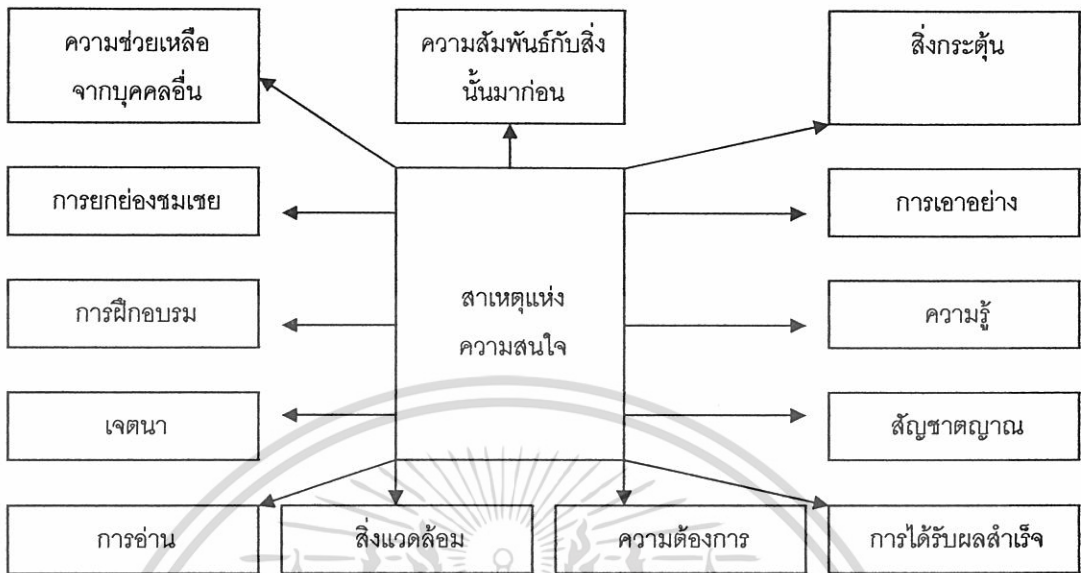 ความช่วยเหลือ
จากบุคคลอื่น
ความสัมพันธ์กับสิ่ง
นั้นมาก่อน
สิ่งกระตุ้น
การยกย่องชมเชย
การเอาอย่าง
การฝึกอบรม
สาเหตุแห่ง
ความสนใจ
ความรู้
เจตนา
สัญชาตญาณ
การอ่าน
สิ่งแวดล้อม
ความต้องการ
การได้รับผลสำเร็จ